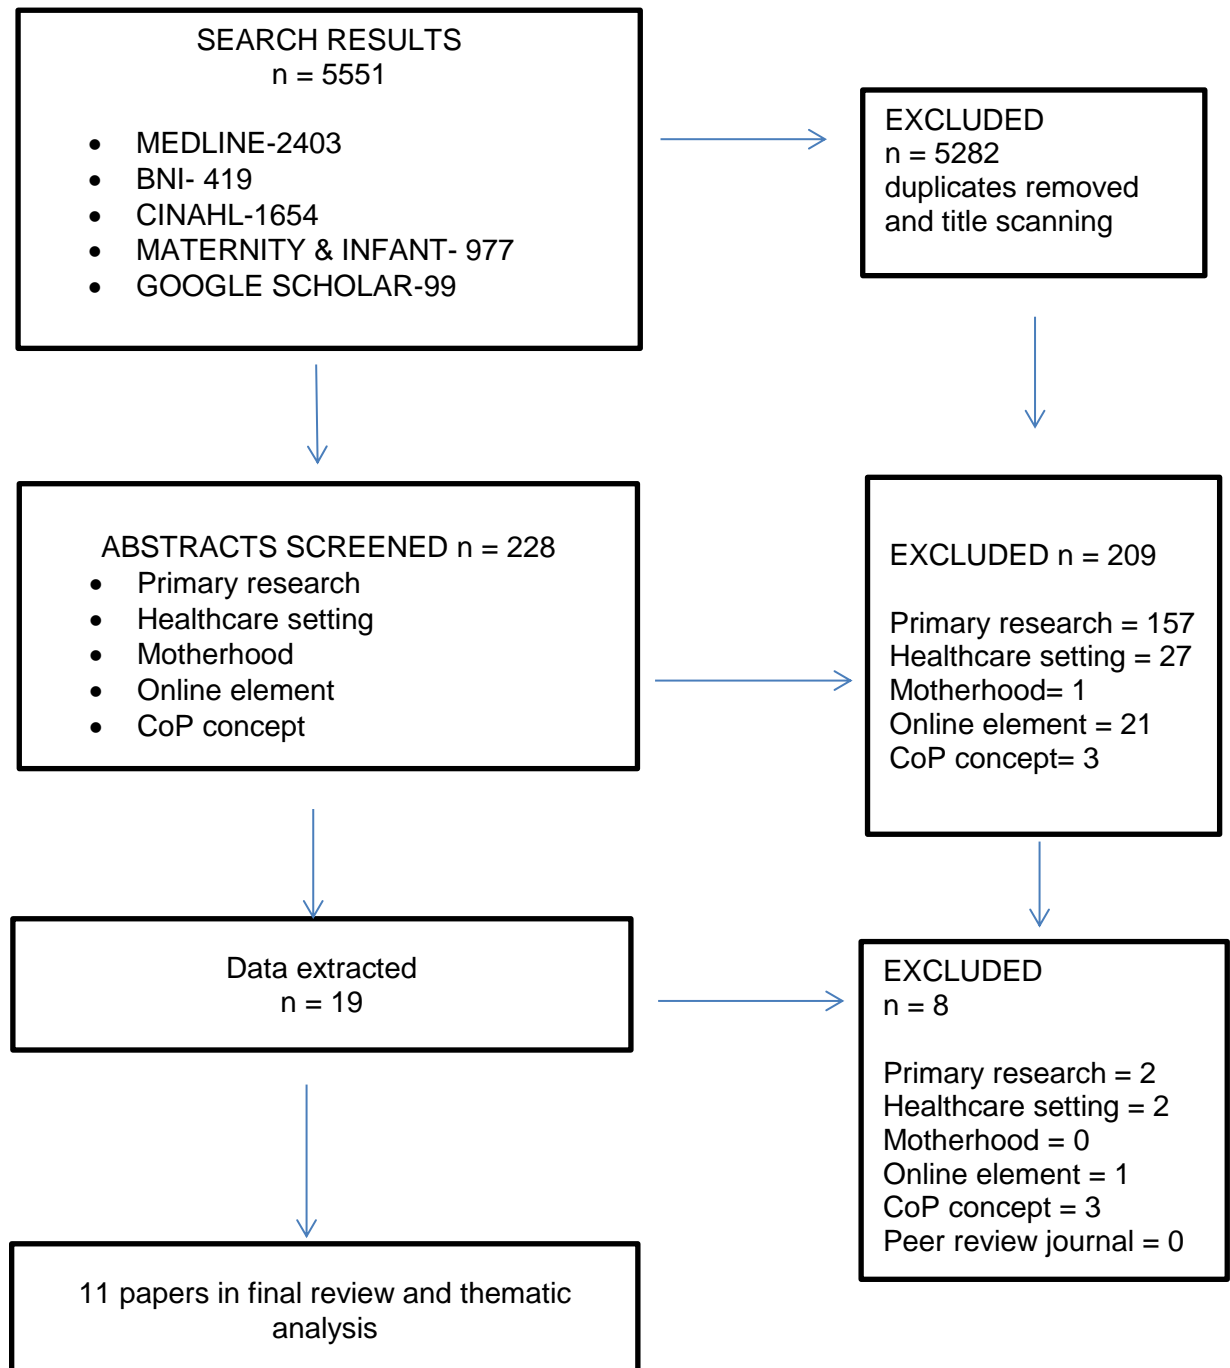 SEARCH RESULTS
n = 5551
• MEDLINE-2403
• BNI- 419
• CINAHL-1654
• MATERNITY & INFANT- 977
• GOOGLE SCHOLAR-99
EXCLUDED
n = 5282
duplicates removed
and title scanning
ABSTRACTS SCREENED n = 228
• Primary research
• Healthcare setting
• Motherhood
• Online element
• CoP concept
EXCLUDED n = 209
Primary research = 157
Healthcare setting = 27
Motherhood= 1
Online element = 21
CoP concept= 3
Data extracted
n = 19
EXCLUDED
n = 8
Primary research = 2
Healthcare setting = 2
Motherhood = 0
Online element = 1
CoP concept = 3
Peer review journal = 0
11 papers in final review and thematic
analysis